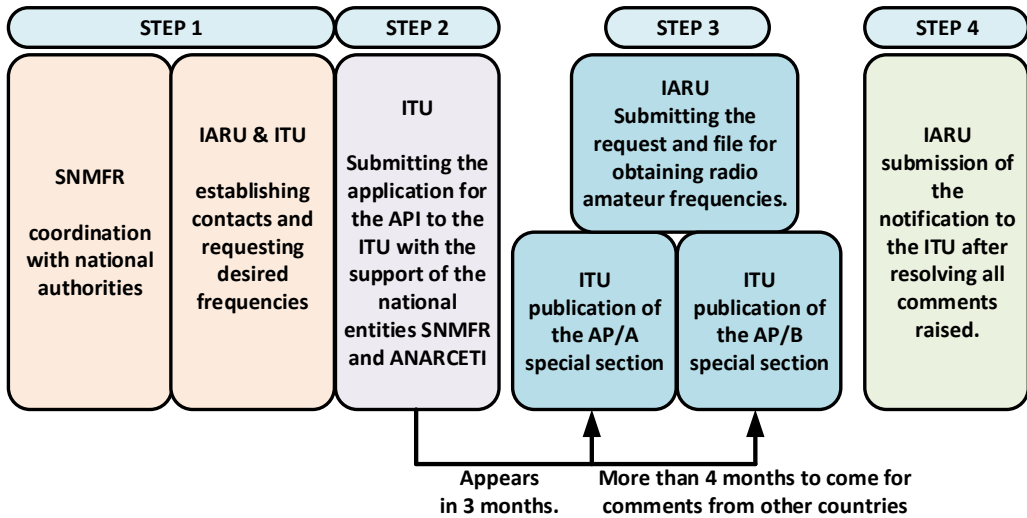 STEP 1
STEP 2
STEP 3
STEP 4
SNMFR
coordination
with national
authorities
IARU & ITU
establishing
contacts and
requesting
desired
frequencies
ITU
Submitting the
application for
the API to the
ITU with the
support of the
national
entities SNMFR
and ANARCETI
IARU
Submitting the
request and file for
obtaining radio
amateur frequencies.
ITU
publication of
the AP/A
special section
ITU
publication of
the AP/B
special section
IARU
submission of
the
notification to
the ITU after
resolving all
comments
raised.
Appears
in 3 months.
More than 4 months to come for
comments from other countries